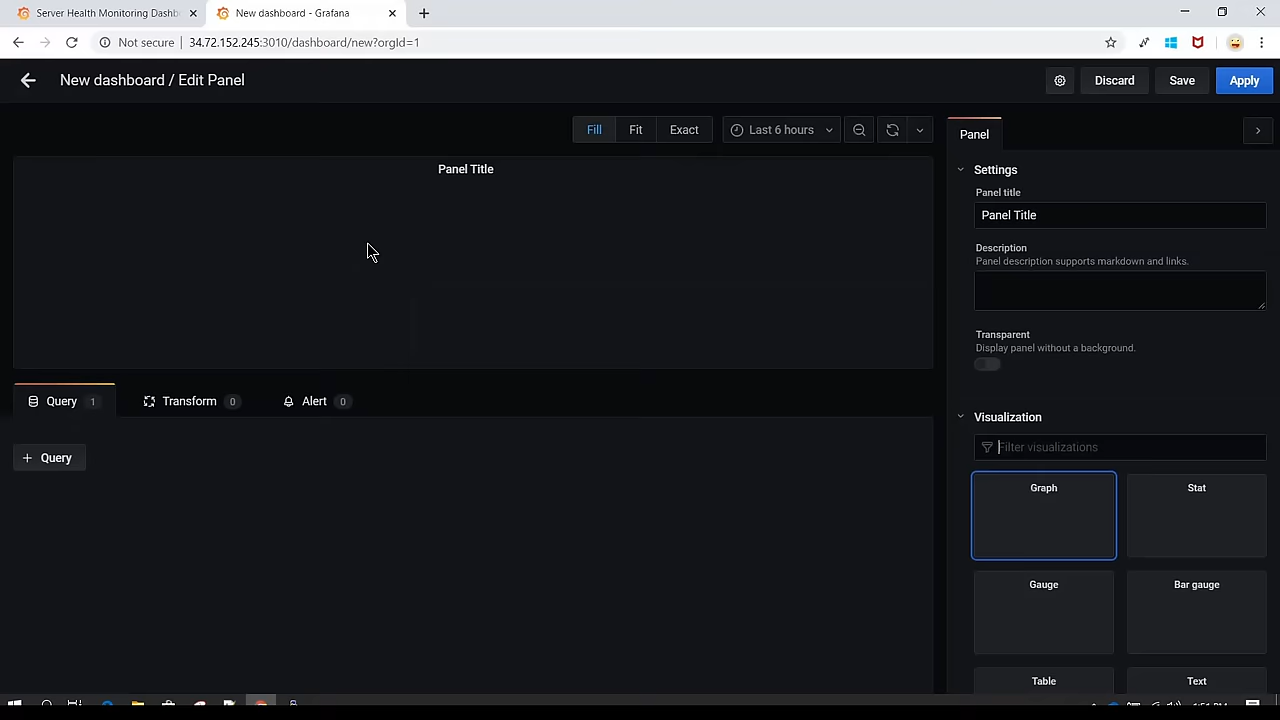 Server Health Monitoring Dashb
New dashboard - Grafana
Not secure
34.72.152.245:3010/dashboard/new?orgId=1
New dashboard / Edit Panel
Discard
Save
Apply
Fill
Fit
Exact
Last 6 hours
Panel
Panel Title
Settings
Panel title
Panel Title
Description
Panel description supports markdown and links.
Transparent
Display panel without a background.
Query 1
Transform 0
Alert 0
+ Query
Visualization
Filter visualizations
Graph
Stat
Gauge
Bar gauge
Table
Text